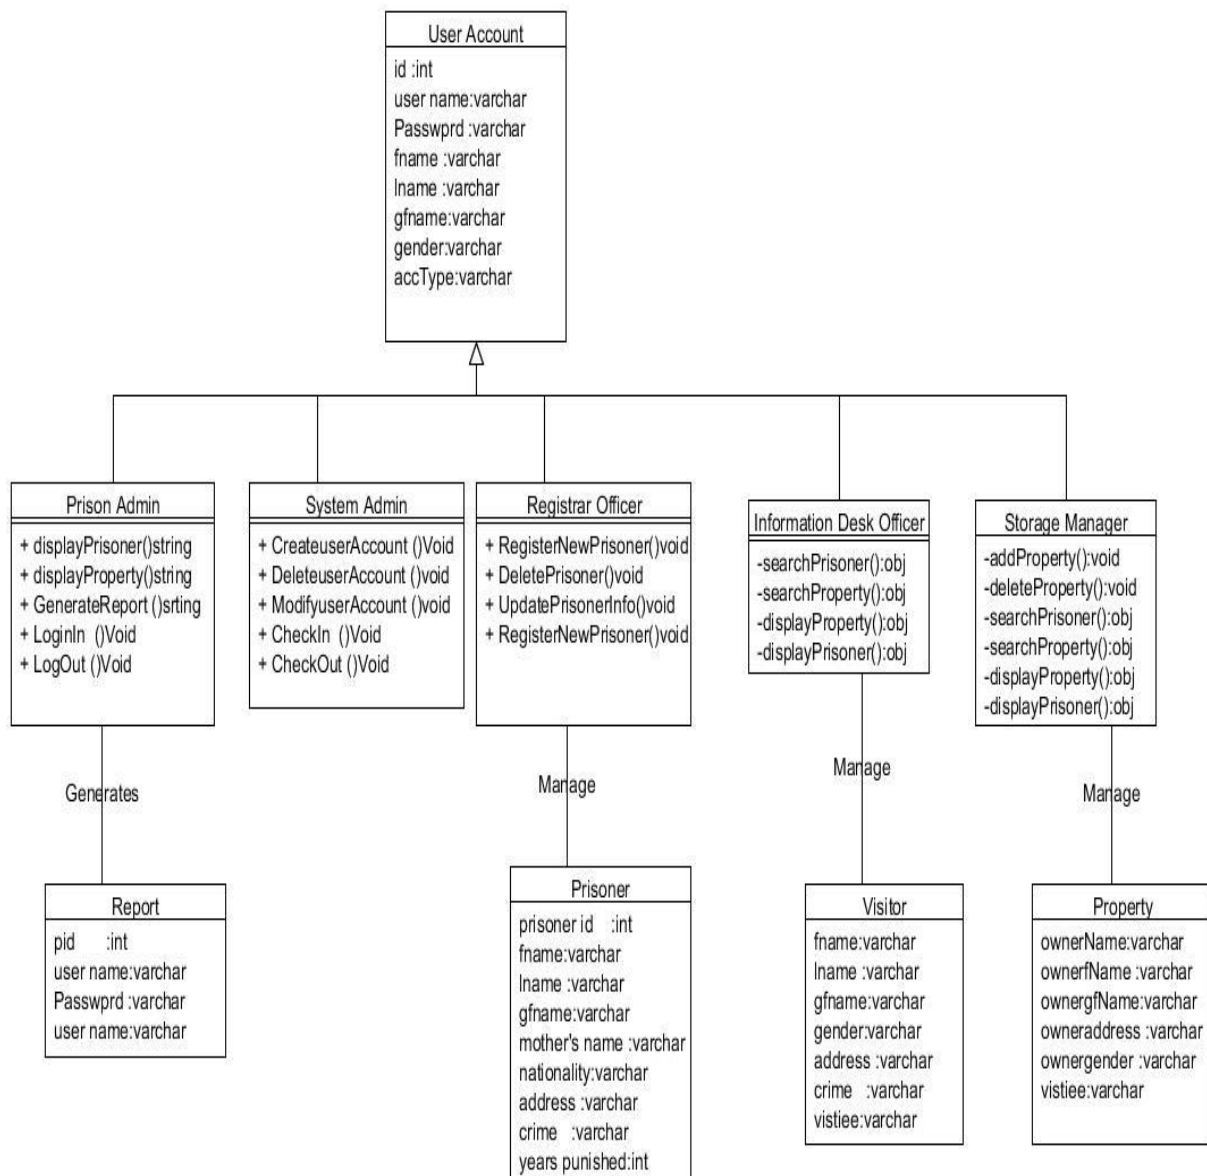 User Account
id :int
user name:varchar
Passwprd :varchar
fname :varchar
lname :varchar
gfname:varchar
gender:varchar
accType:varchar
Prison Admin
+ displayPrisoner()string
+ displayProperty()string
+ GenerateReport ()srting
+ LoginIn ()Void
+ LogOut ()Void
System Admin
+ CreateuserAccount ()Void
+ DeleteuserAccount ()void
+ ModifyuserAccount ()void
+ CheckIn ()Void
+ CheckOut ()Void
Registrar Officer
+ RegisterNewPrisoner()void
+ DeletePrisoner()void
+ UpdatePrisonerInfo()void
+ RegisterNewPrisoner()void
Information Desk Officer
-searchPrisoner():obj
-searchProperty():obj
-displayProperty():obj
-displayPrisoner():obj
Storage Manager
-addProperty():void
-deleteProperty():void
-searchPrisoner():obj
-searchProperty():obj
-displayProperty():obj
-displayPrisoner():obj
Generates
Manage
Manage
Manage
Report
pid :int
user name:varchar
Passwprd :varchar
user name:varchar
Prisoner
prisoner id :int
fname:varchar
lname :varchar
gfname:varchar
mother's name :varchar
nationality:varchar
address :varchar
crime :varchar
years punished:int
Visitor
fname:varchar
lname :varchar
gfname:varchar
gender:varchar
address :varchar
crime :varchar
vistiee:varchar
Property
ownerName:varchar
ownerfName :varchar
ownergfName:varchar
owneraddress :varchar
ownergender :varchar
vistiee:varchar